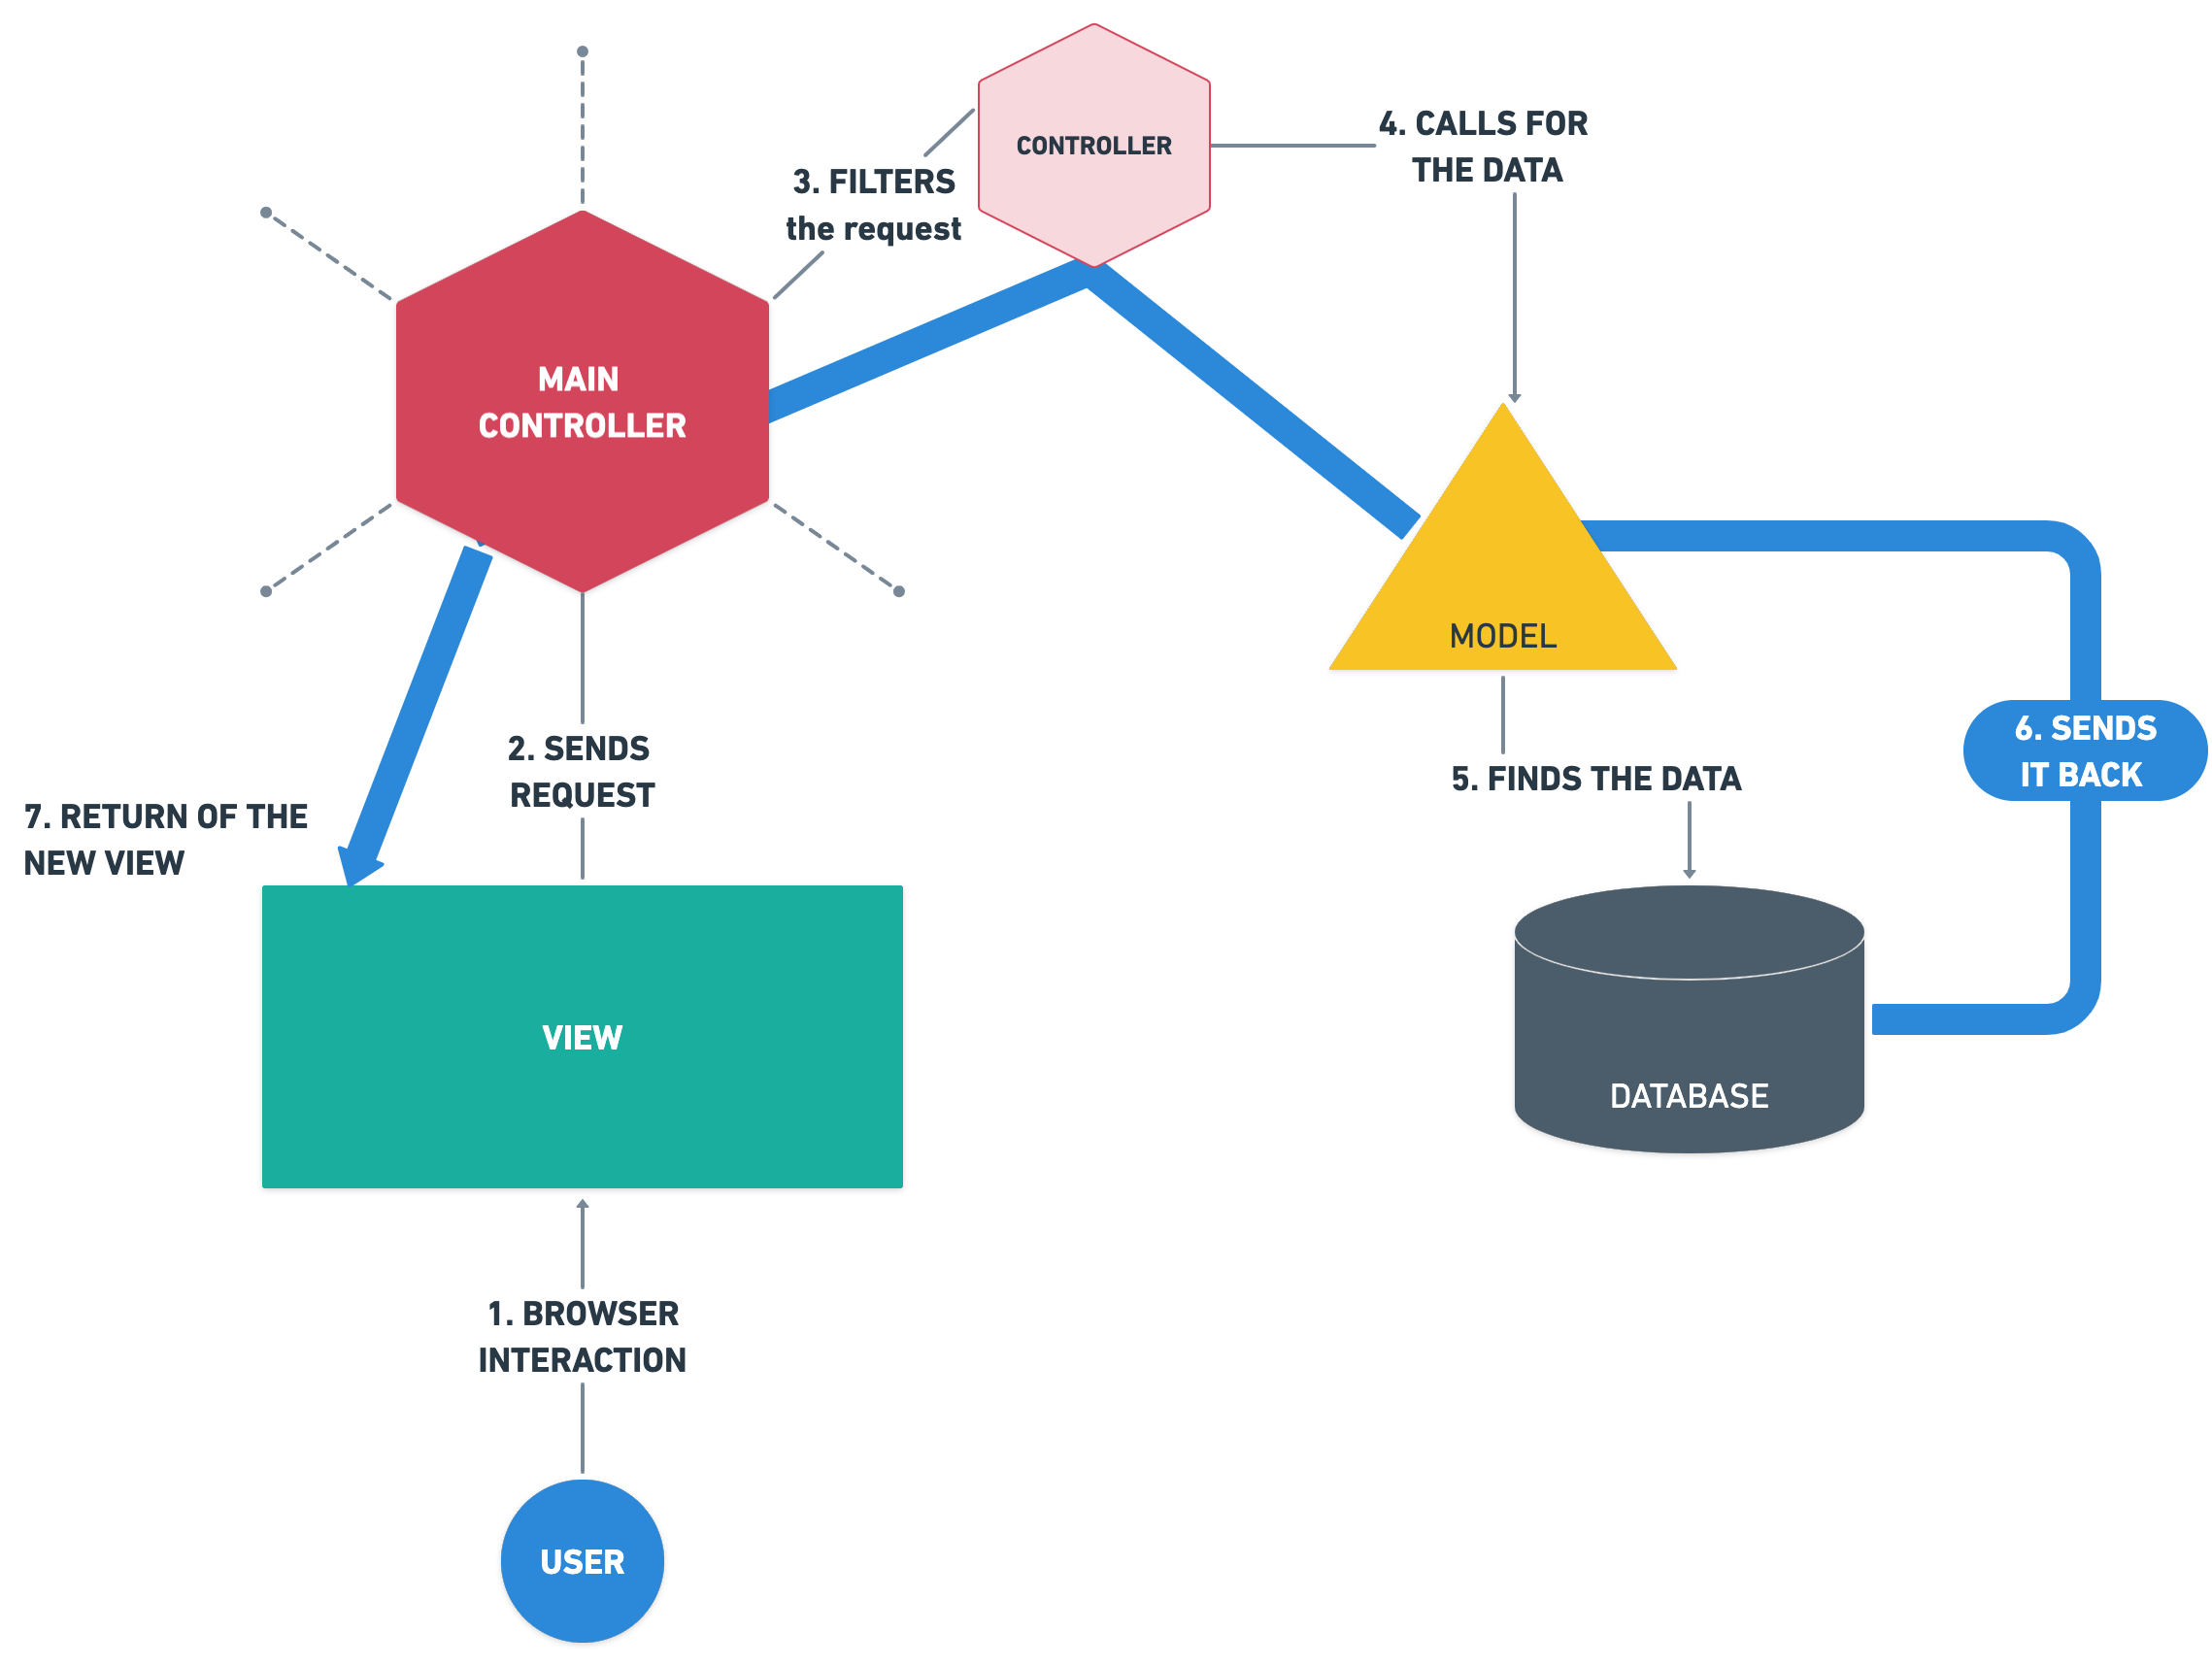 CONTROLLER
4. CALLS FOR
THE DATA
3. FILTERS
the request
MAIN
CONTROLLER
MODEL
2. SENDS
REQUEST
6. SENDS
IT BACK
5. FINDS THE DATA
7. RETURN OF THE
NEW VIEW
VIEW
DATABASE
1. BROWSER
INTERACTION
USER